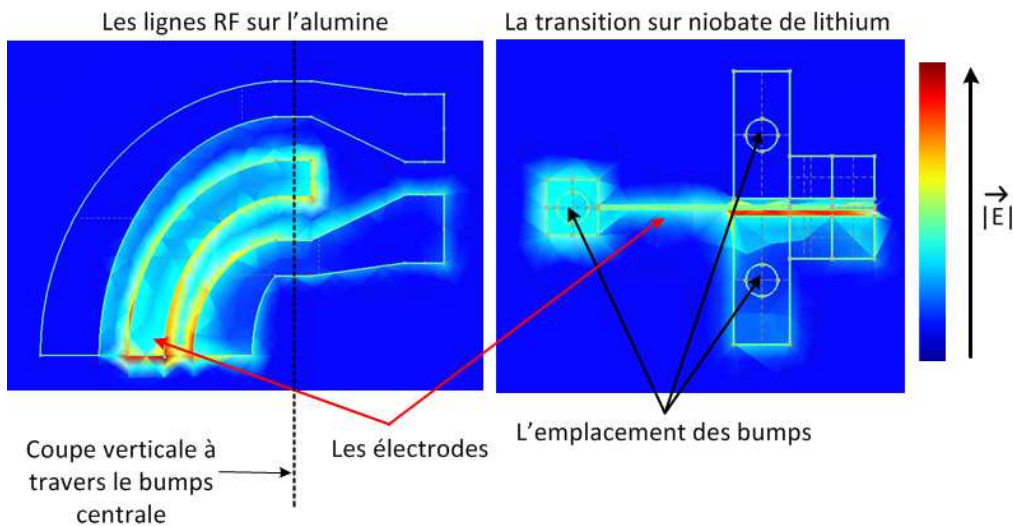 Les lignes RF sur l'alumine
La transition sur niobate de lithium
|E|
Les électrodes
L'emplacement des bumps
Coupe verticale à
travers le bumps
centrale